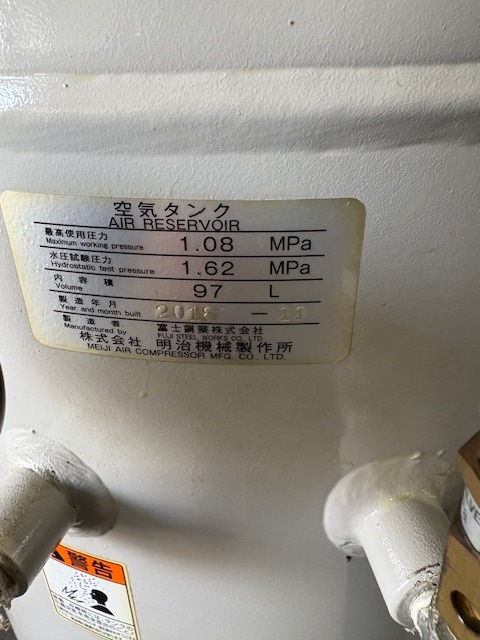 空気タンク
AIR RESERVOIR
最高使用圧力 1.08 MPa
Maximum working pressure
水圧試験圧力 1.62 MPa
Hydrostatic test pressure
内容積 97 L
Volume
製造年月 2018 - 11
Year and month built
製造者 富士鋼業株式会社
Manufactured by FUJI STEEL WORKS CO., LTD.
株式会社 明治機械製作所
MEIJI AIR COMPRESSOR MFG. CO., LTD.
警告